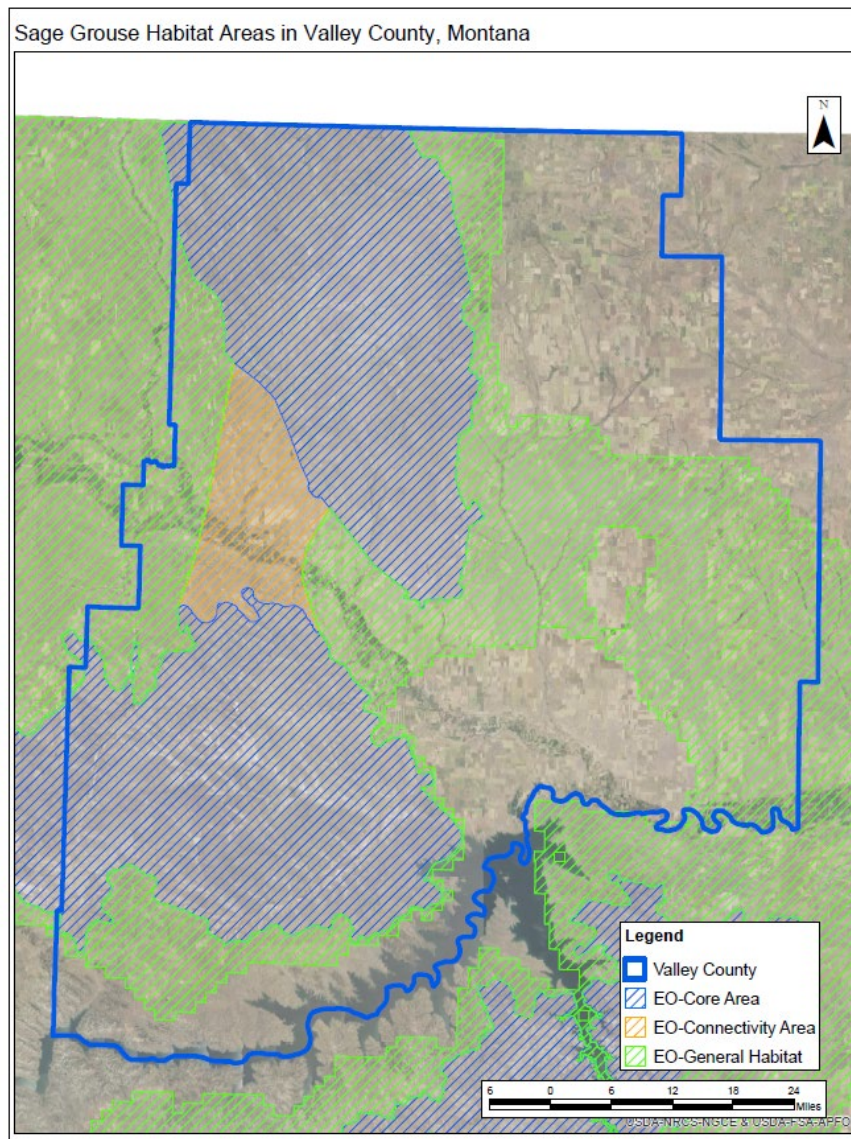 Sage Grouse Habitat Areas in Valley County, Montana
N
Legend
Valley County
EO-Core Area
EO-Connectivity Area
EO-General Habitat
6 0 6 12 18 24
Miles
USDA-NRCS-NGCE & USDA-FSA-APFO